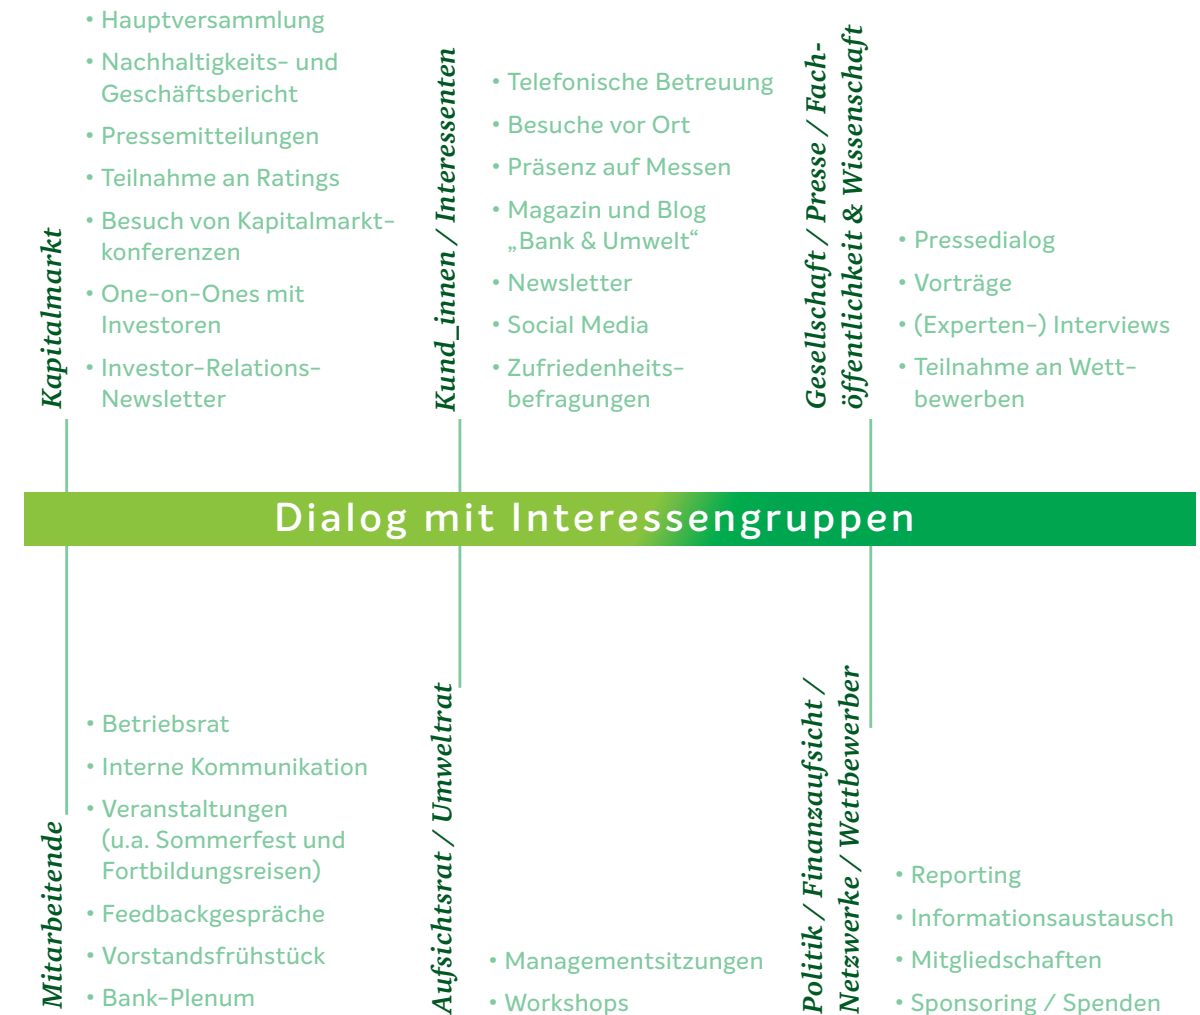 Kapitalmarkt
• Hauptversammlung
• Nachhaltigkeits- und
Geschäftsbericht
• Pressemitteilungen
• Teilnahme an Ratings
• Besuch von Kapitalmarkt-
konferenzen
• One-on-Ones mit
Investoren
• Investor-Relations-
Newsletter
Kund_innen / Interessenten
• Telefonische Betreuung
• Besuche vor Ort
• Präsenz auf Messen
• Magazin und Blog
„Bank & Umwelt“
• Newsletter
• Social Media
• Zufriedenheits-
befragungen
Gesellschaft / Presse / Fach-
öffentlichkeit & Wissenschaft
• Pressedialog
• Vorträge
• (Experten-) Interviews
• Teilnahme an Wett-
bewerben
Dialog mit Interessengruppen
Mitarbeitende
• Betriebsrat
• Interne Kommunikation
• Veranstaltungen
(u.a. Sommerfest und
Fortbildungsreisen)
• Feedbackgespräche
• Vorstandsfrühstück
• Bank-Plenum
Aufsichtsrat / Umweltrat
• Managementsitzungen
• Workshops
Politik / Finanzaufsicht /
Netzwerke / Wettbewerber
• Reporting
• Informationsaustausch
• Mitgliedschaften
• Sponsoring / Spenden